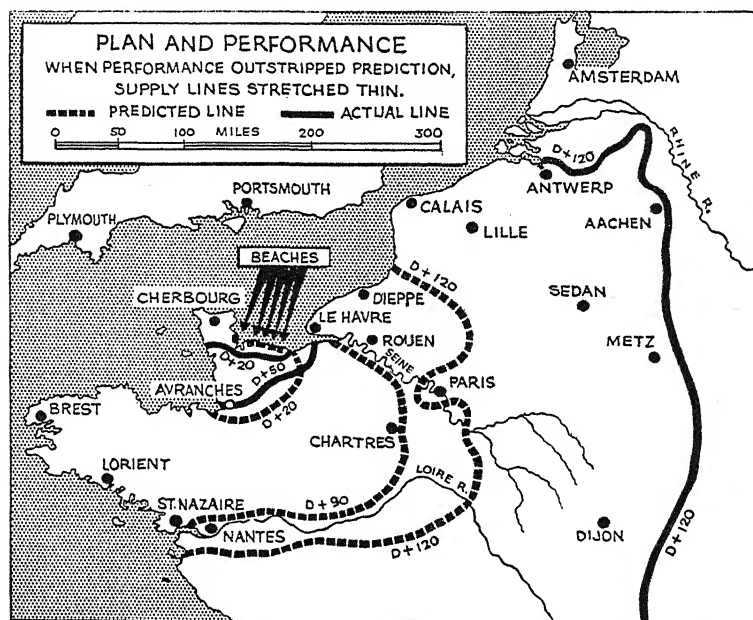 PLAN AND PERFORMANCE
WHEN PERFORMANCE OUTSTRIPPED PREDICTION,
SUPPLY LINES STRETCHED THIN.
PREDICTED LINE ACTUAL LINE
0 50 100 MILES 200 300
AMSTERDAM
RHINE R.
D+120
ANTWERP
PORTSMOUTH
CALAIS
AACHEN
PLYMOUTH
LILLE
BEACHES
D+120
CHERBOURG
DIEPPE
SEDAN
LE HAVRE
ROUEN
SEINE
METZ
D+20
D+50
AVRANCHES
PARIS
D+20
BREST
CHARTRES
LORIENT
LOIRE R.
ST. NAZAIRE
D+90
NANTES
D+120
DIJON
D+120